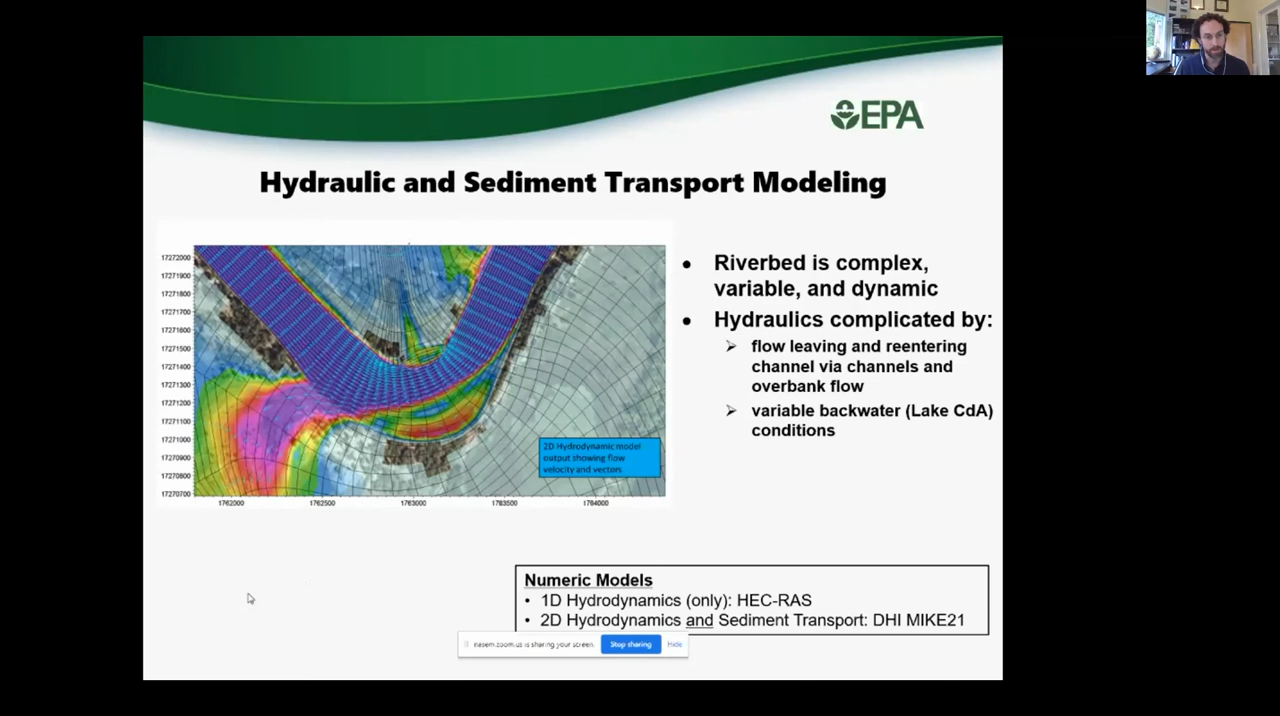 EPA
Hydraulic and Sediment Transport Modeling
17272000
17271900
17271800
17271700
17271600
17271500
17271400
17271300
17271200
17271100
17271000
17270900
17270800
17270700
1762000
1762500
1763000
1763500
1764000
2D Hydrodynamic model
output showing flow
velocity and vectors
• Riverbed is complex,
variable, and dynamic
• Hydraulics complicated by:
➢ flow leaving and reentering
channel via channels and
overbank flow
➢ variable backwater (Lake CdA)
conditions
Numeric Models
• 1D Hydrodynamics (only): HEC-RAS
• 2D Hydrodynamics and Sediment Transport: DHI MIKE21
nasem.zoom.us is sharing your screen.
Stop sharing
Hide